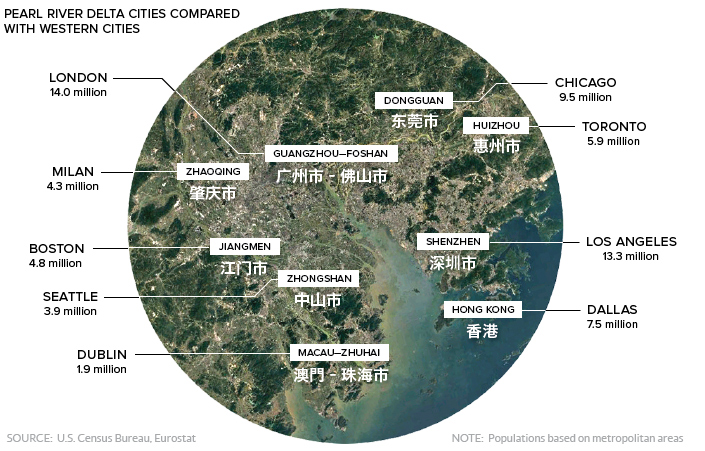 PEARL RIVER DELTA CITIES COMPARED
WITH WESTERN CITIES
LONDON
14.0 million
CHICAGO
9.5 million
DONGGUAN
东莞市
HUIZHOU
惠州市
TORONTO
5.9 million
GUANGZHOU—FOSHAN
广州市 - 佛山市
MILAN
4.3 million
ZHAOQING
肇庆市
BOSTON
4.8 million
JIANGMEN
江门市
SHENZHEN
深圳市
LOS ANGELES
13.3 million
SEATTLE
3.9 million
ZHONGSHAN
中山市
HONG KONG
香港
DALLAS
7.5 million
DUBLIN
1.9 million
MACAU—ZHUHAI
澳門 - 珠海市
SOURCE: U.S. Census Bureau, Eurostat
NOTE: Populations based on metropolitan areas